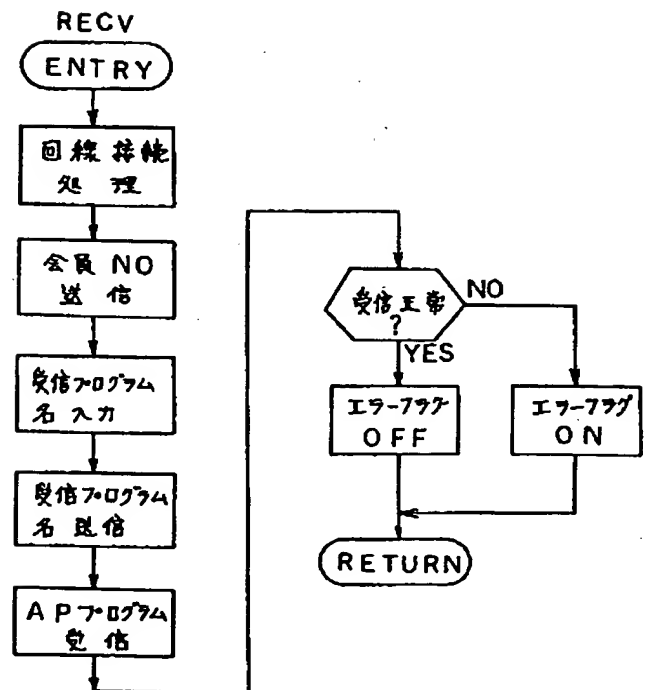 RECV
ENTRY
回線接続
処理
会員NO
送信
受信プログラム
名入力
受信プログラム
名送信
APプログラム
受信
受信正常
?
NO
YES
エラーフラグ
OFF
エラーフラグ
ON
RETURN